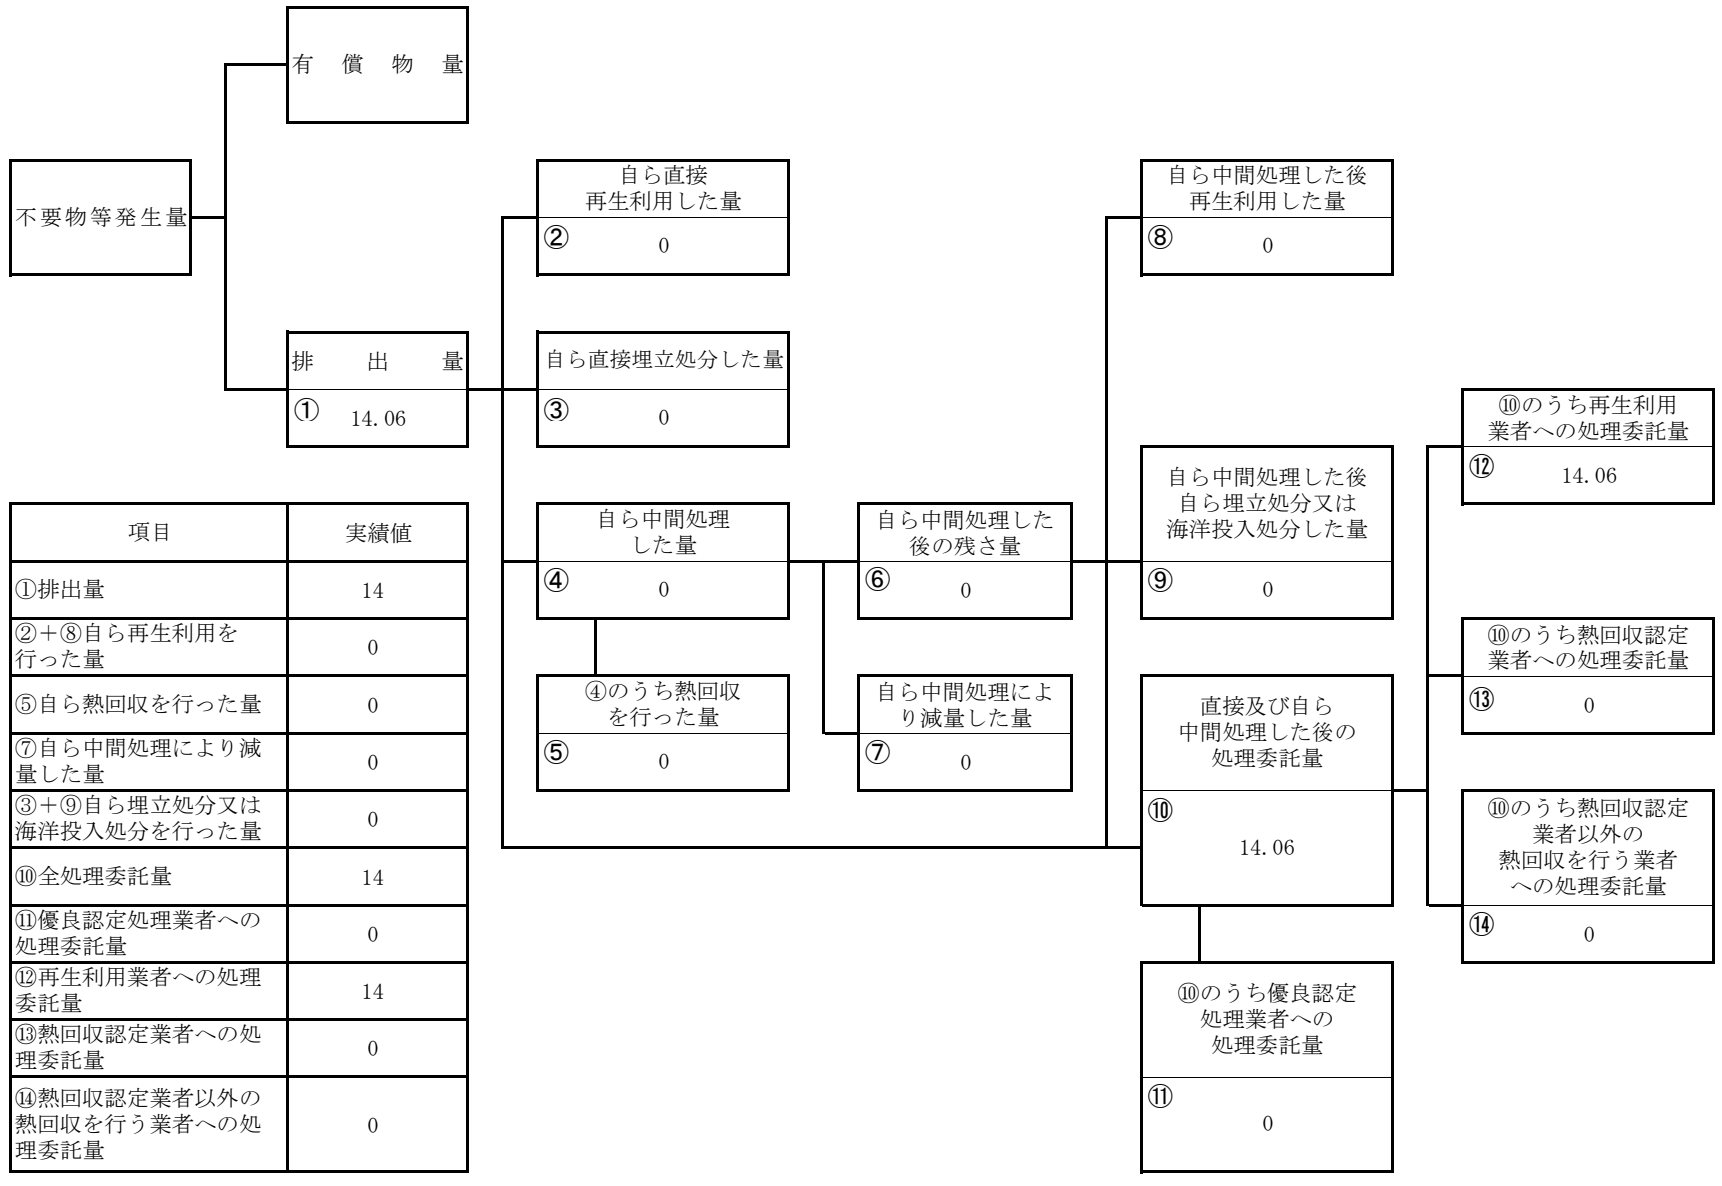 有償物量
不要物等発生量
排出量
①
14.06
自ら直接
再生利用した量
②
0
自ら直接埋立処分した量
③
0
自ら中間処理
した量
④
0
④のうち熱回収
を行った量
⑤
0
自ら中間処理した
後の残さ量
⑥
0
自ら中間処理によ
り減量した量
⑦
0
自ら中間処理した後
再生利用した量
⑧
0
自ら中間処理した後
自ら埋立処分又は
海洋投入処分した量
⑨
0
直接及び自ら
中間処理した後の
処理委託量
⑩
14.06
⑩のうち優良認定
処理業者への
処理委託量
⑪
0
⑩のうち再生利用
業者への処理委託量
⑫
14.06
⑩のうち熱回収認定
業者への処理委託量
⑬
0
⑩のうち熱回収認定
業者以外の
熱回収を行う業者
への処理委託量
⑭
0
項目
実績値
①排出量
14
②＋⑧自ら再生利用を
行った量
0
⑤自ら熱回収を行った量
0
⑦自ら中間処理により減
量した量
0
③＋⑨自ら埋立処分又は
海洋投入処分を行った量
0
⑩全処理委託量
14
⑪優良認定処理業者への
処理委託量
0
⑫再生利用業者への処理
委託量
14
⑬熱回収認定業者への処
理委託量
0
⑭熱回収認定業者以外の
熱回収を行う業者への処
理委託量
0